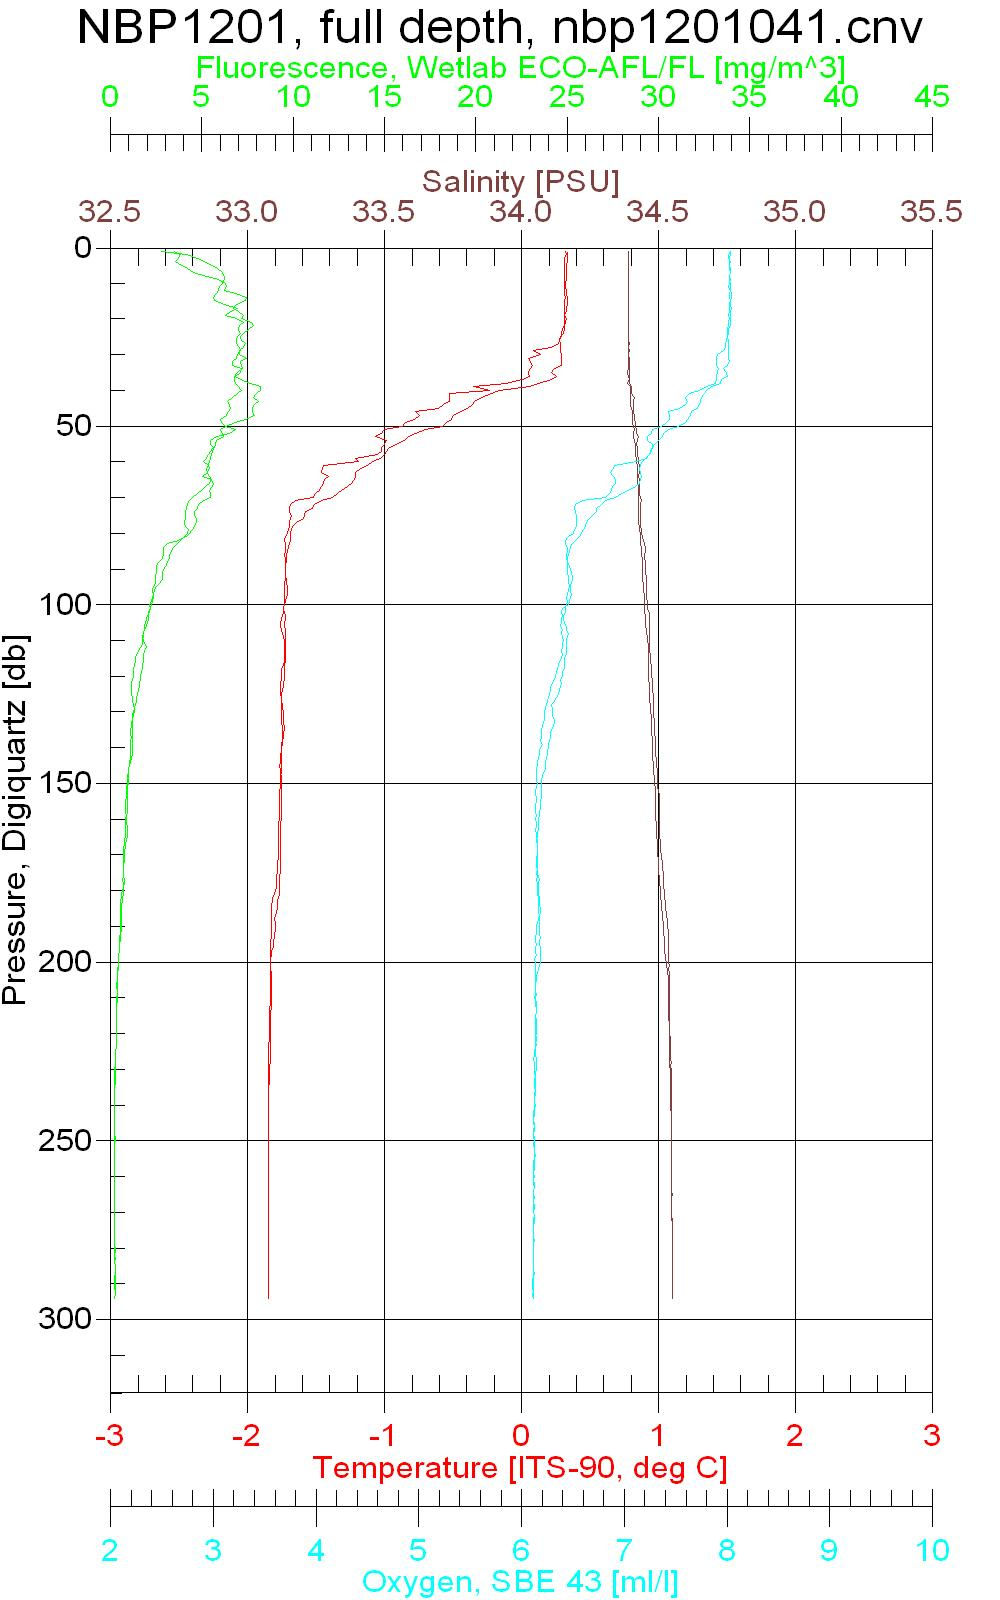 NBP1201, full depth, nbp1201041.cnv
Fluorescence, Wetlab ECO-AFL/FL [mg/m^3]
0 5 10 15 20 25 30 35 40 45
Salinity [PSU]
32.5 33.0 33.5 34.0 34.5 35.0 35.5
0
50
100
150
200
250
300
Pressure, Digiquartz [db]
-3 -2 -1 0 1 2 3
Temperature [ITS-90, deg C]
2 3 4 5 6 7 8 9 10
Oxygen, SBE 43 [ml/l]